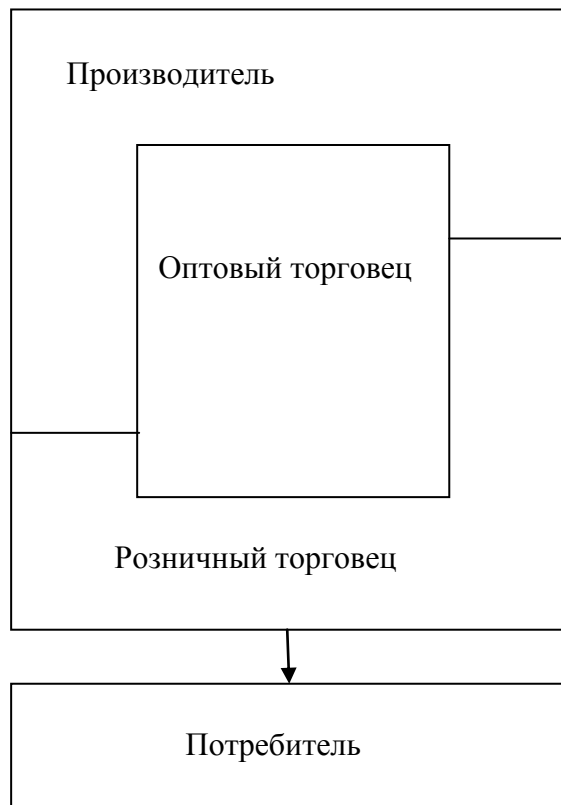 Производитель
Оптовый торговец
Розничный торговец
Потребитель